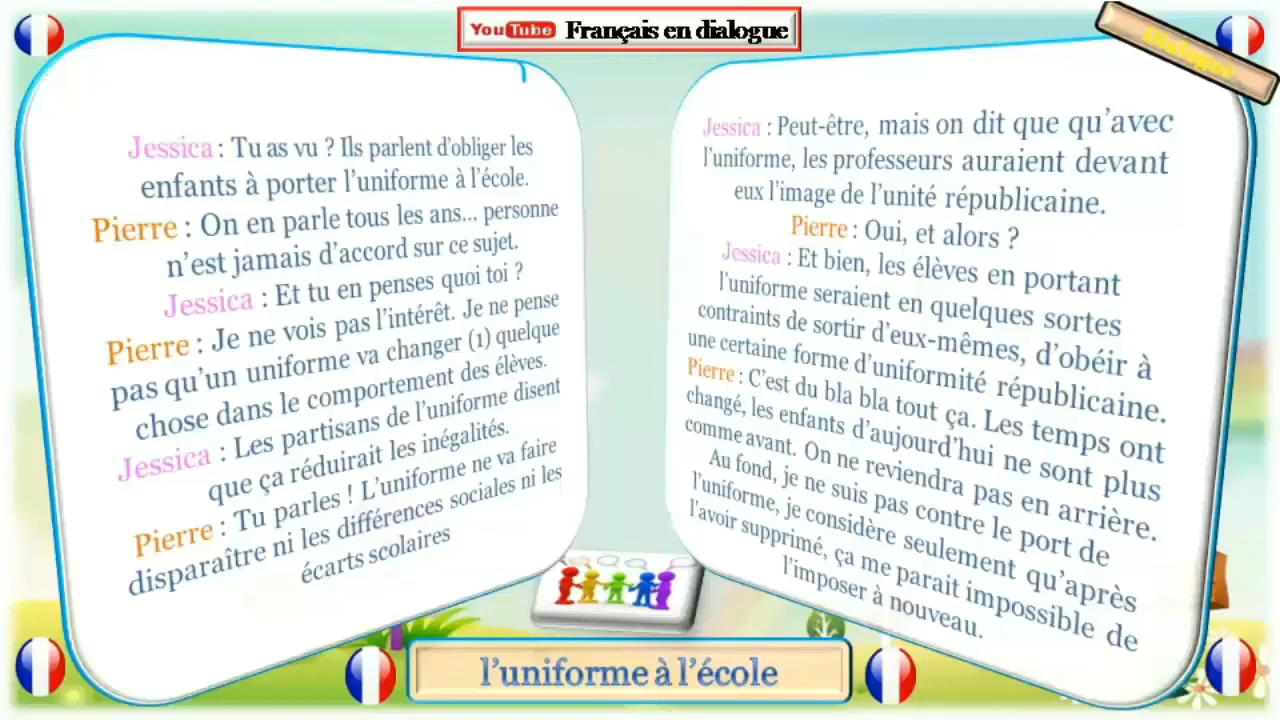 YouTube Français en dialogue
Dialogue
Jessica : Tu as vu ? Ils parlent d'obliger les
enfants à porter l'uniforme à l'école.
Pierre : On en parle tous les ans... personne
n'est jamais d'accord sur ce sujet.
Jessica : Et tu en penses quoi toi ?
Pierre : Je ne vois pas l'intérêt. Je ne pense
pas qu'un uniforme va changer (1) quelque
chose dans le comportement des élèves.
Jessica : Les partisans de l'uniforme disent
que ça réduirait les inégalités.
Pierre : Tu parles ! L'uniforme ne va faire
disparaître ni les différences sociales ni les
écarts scolaires
Jessica : Peut-être, mais on dit que qu'avec
l'uniforme, les professeurs auraient devant
eux l'image de l'unité républicaine.
Pierre : Oui, et alors ?
Jessica : Et bien, les élèves en portant
l'uniforme seraient en quelques sortes
contraints de sortir d'eux-mêmes, d'obéir à
une certaine forme d'uniformité républicaine.
Pierre : C'est du bla bla tout ça. Les temps ont
changé, les enfants d'aujourd'hui ne sont plus
comme avant. On ne reviendra pas en arrière.
Au fond, je ne suis pas contre le port de
l'uniforme, je considère seulement qu'après
l'avoir supprimé, ça me parait impossible de
l'imposer à nouveau.
l'uniforme à l'école